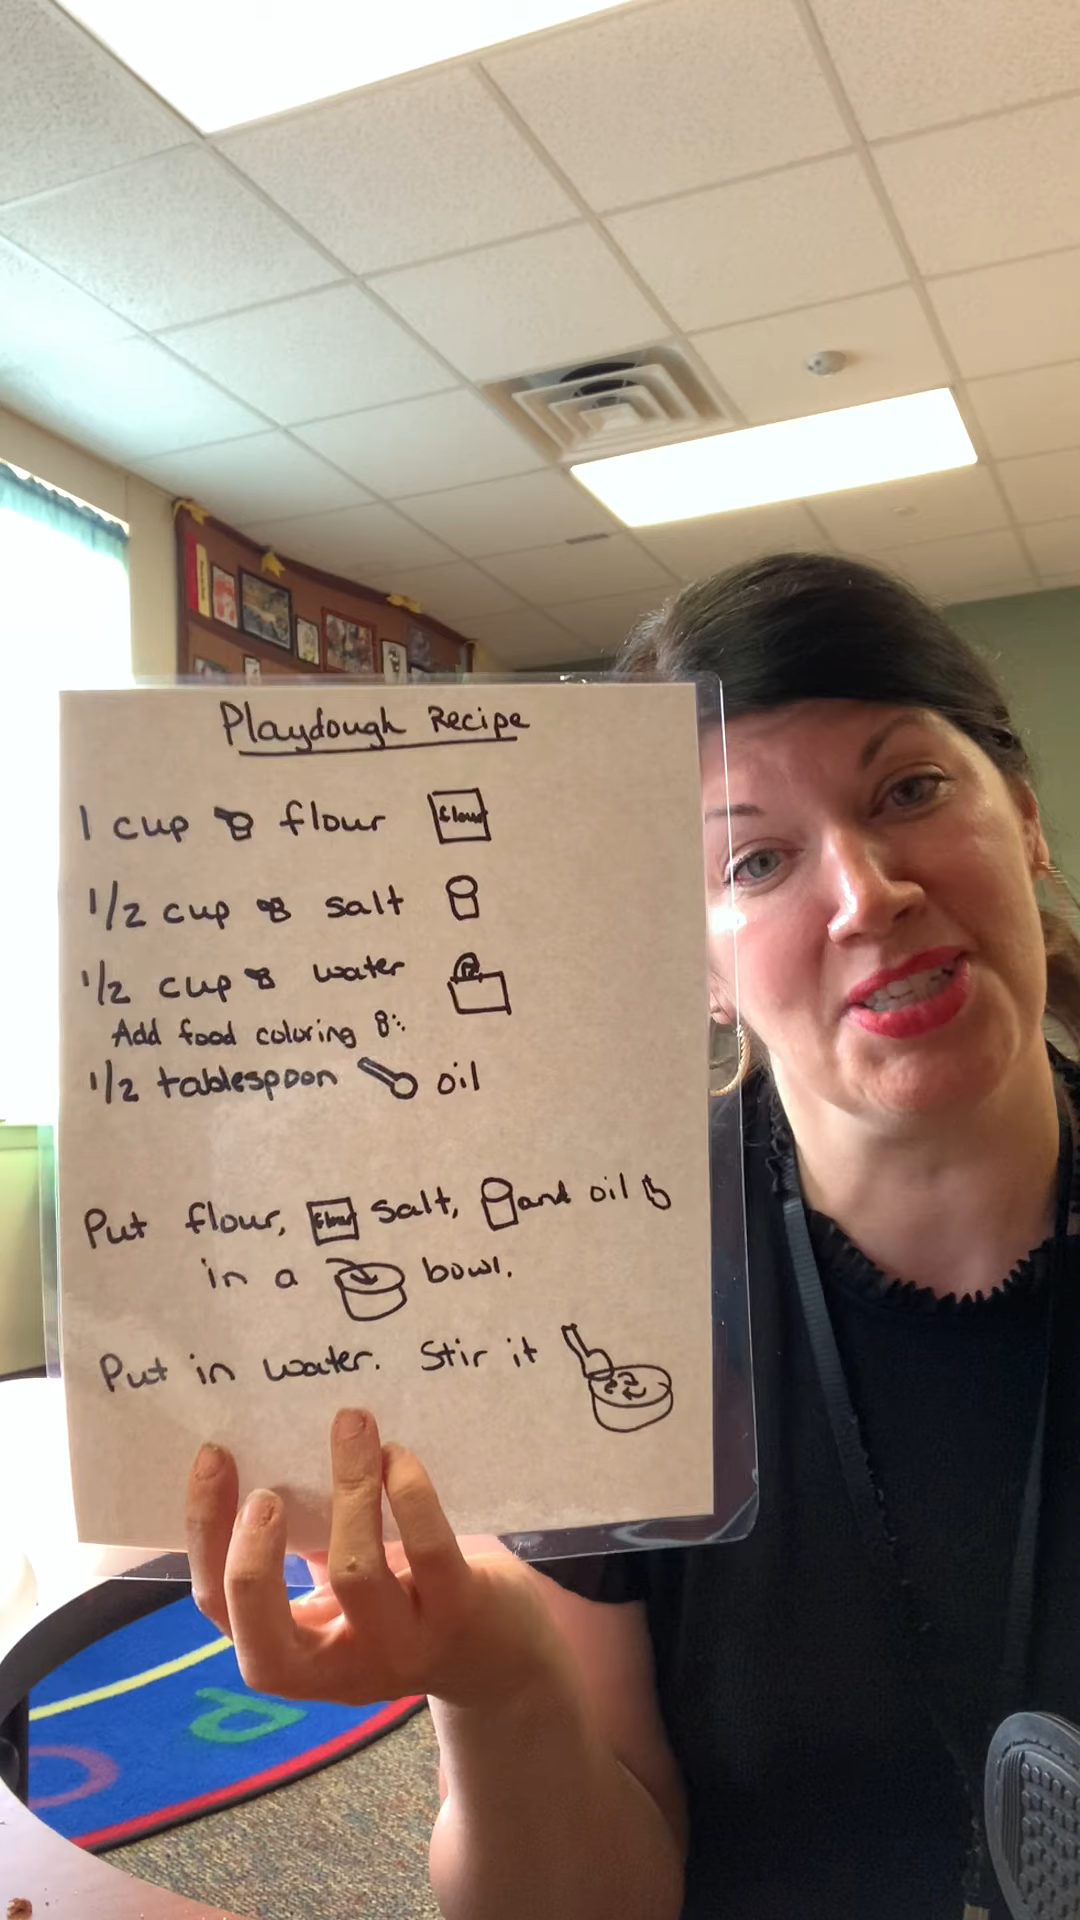 Playdough Recipe
1 cup flour flour
1/2 cup salt
1/2 cup water
Add food coloring
1/2 tablespoon oil
Put flour, flour salt, and oil
in a bowl.
Put in water. Stir it